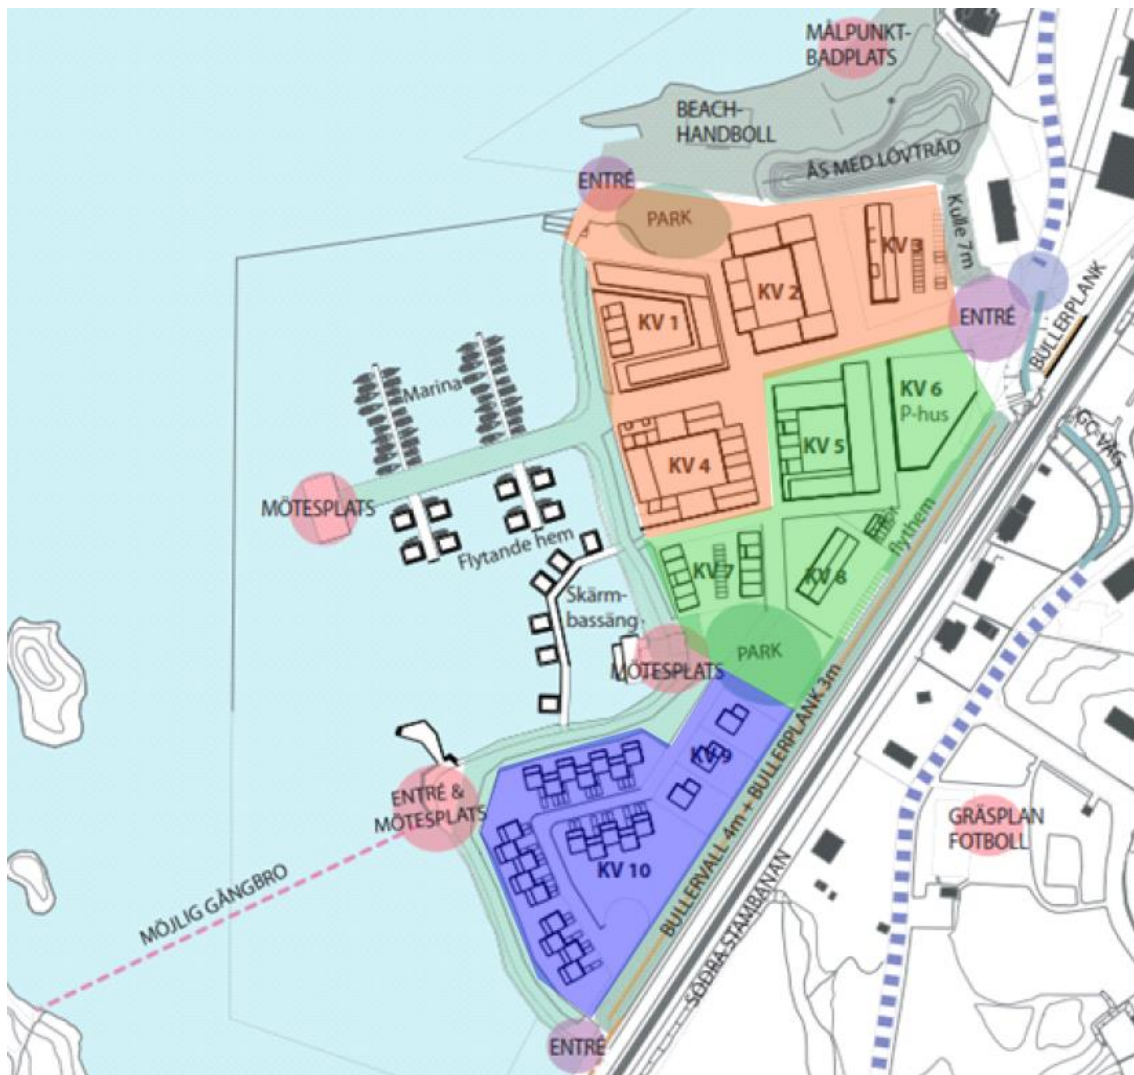 MÅLPUNKT-
BADPLATS
BEACH-
HANDBOLL
ÅS MED LÖVTRÄD
ENTRÉ
PARK
Kulle 7m
KV 3
KV 2
KV 1
ENTRÉ
BULLERPLANK
Marina
KV 6
P-hus
KV 5
KV 4
GC-VÄG
MÖTESPLATS
Flytande hem
flythem
KV 7
KV 8
Skärm-
bassäng
MÖTESPLATS
PARK
KV 9
ENTRÉ &
MÖTESPLATS
GRÄSPLAN
FOTBOLL
KV 10
BULLERVALL 4m + BULLERPLANK 3m
MÖJLIG GÅNGBRO
SÖDRA STAMBANAN
ENTRÉ